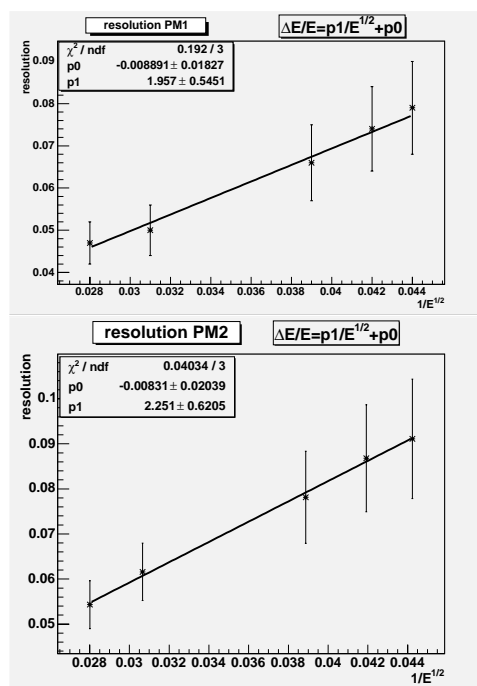 resolution PM1
ΔE/E=p1/E^1/2+p0
χ² / ndf 0.192 / 3
p0 -0.008891 ± 0.01827
p1 1.957 ± 0.5451
resolution
0.09
0.08
0.07
0.06
0.05
0.04
0.028 0.03 0.032 0.034 0.036 0.038 0.04 0.042 0.044
1/E^1/2
resolution PM2
ΔE/E=p1/E^1/2+p0
χ² / ndf 0.04034 / 3
p0 -0.00831 ± 0.02039
p1 2.251 ± 0.6205
resolution
0.1
0.09
0.08
0.07
0.06
0.05
0.028 0.03 0.032 0.034 0.036 0.038 0.04 0.042 0.044
1/E^1/2